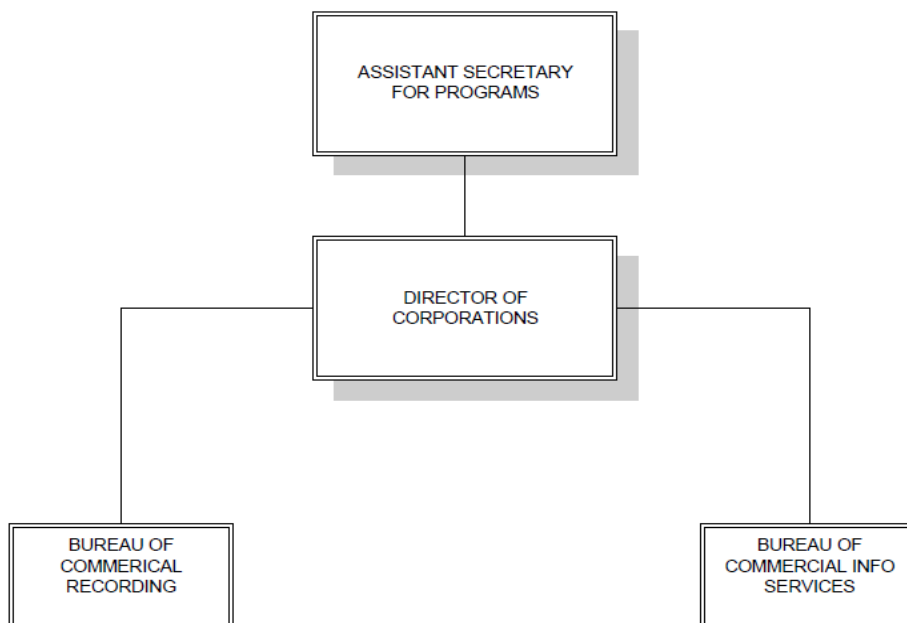 ASSISTANT SECRETARY
FOR PROGRAMS
DIRECTOR OF
CORPORATIONS
BUREAU OF
COMMERICAL
RECORDING
BUREAU OF
COMMERCIAL INFO
SERVICES